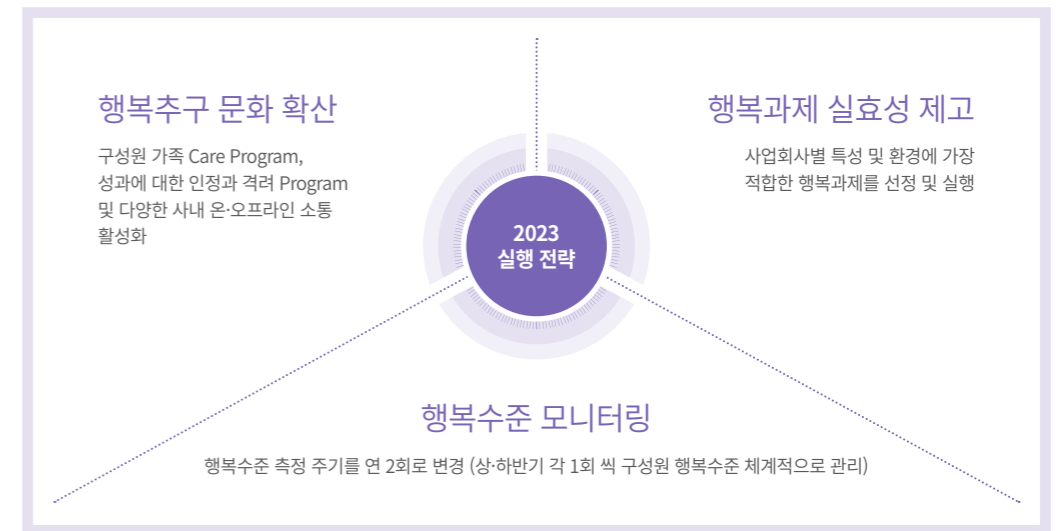 행복추구 문화 확산
구성원 가족 Care Program,
성과에 대한 인정과 격려 Program
및 다양한 사내 온·오프라인 소통
활성화
행복과제 실효성 제고
사업회사별 특성 및 환경에 가장
적합한 행복과제를 선정 및 실행
2023
실행 전략
행복수준 모니터링
행복수준 측정 주기를 연 2회로 변경 (상·하반기 각 1회 씩 구성원 행복수준 체계적으로 관리)